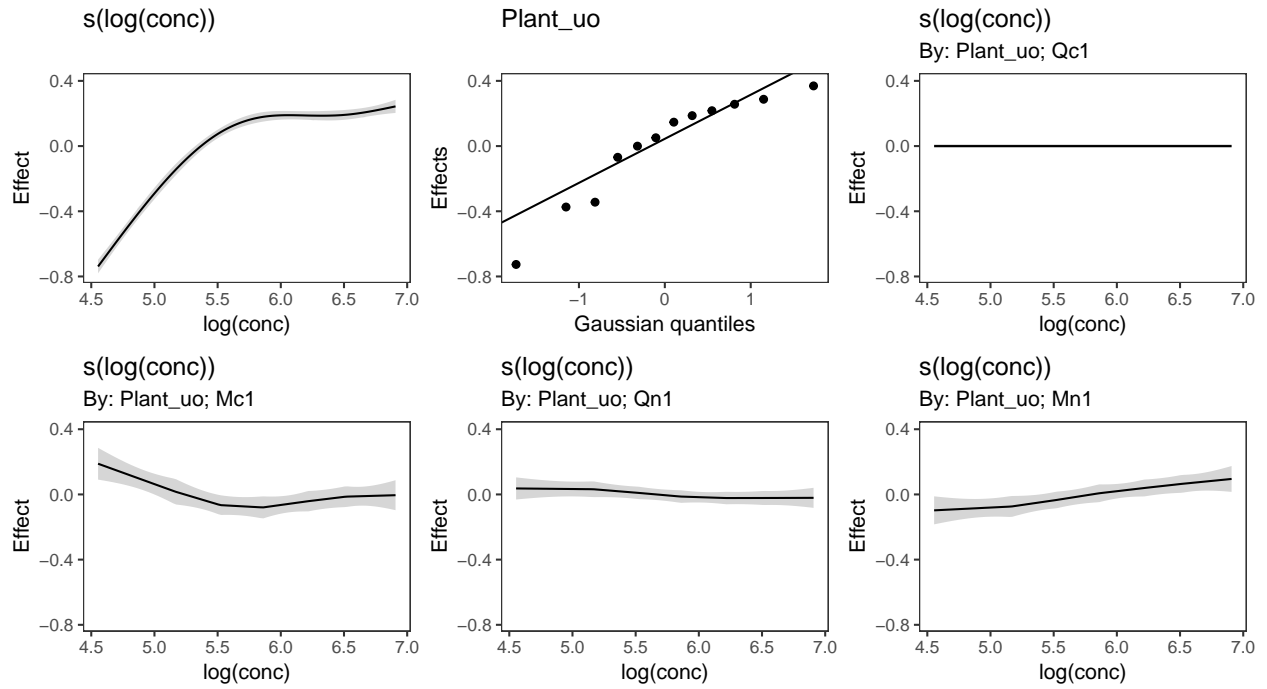 s(log(conc))
Effect
0.4
0.0
−0.4
−0.8
4.5 5.0 5.5 6.0 6.5 7.0
log(conc)
Plant_uo
Effects
0.4
0.0
−0.4
−0.8
−1 0 1
Gaussian quantiles
s(log(conc))
By: Plant_uo; Qc1
Effect
0.4
0.0
−0.4
−0.8
4.5 5.0 5.5 6.0 6.5 7.0
log(conc)
s(log(conc))
By: Plant_uo; Mc1
Effect
0.4
0.0
−0.4
−0.8
4.5 5.0 5.5 6.0 6.5 7.0
log(conc)
s(log(conc))
By: Plant_uo; Qn1
Effect
0.4
0.0
−0.4
−0.8
4.5 5.0 5.5 6.0 6.5 7.0
log(conc)
s(log(conc))
By: Plant_uo; Mn1
Effect
0.4
0.0
−0.4
−0.8
4.5 5.0 5.5 6.0 6.5 7.0
log(conc)